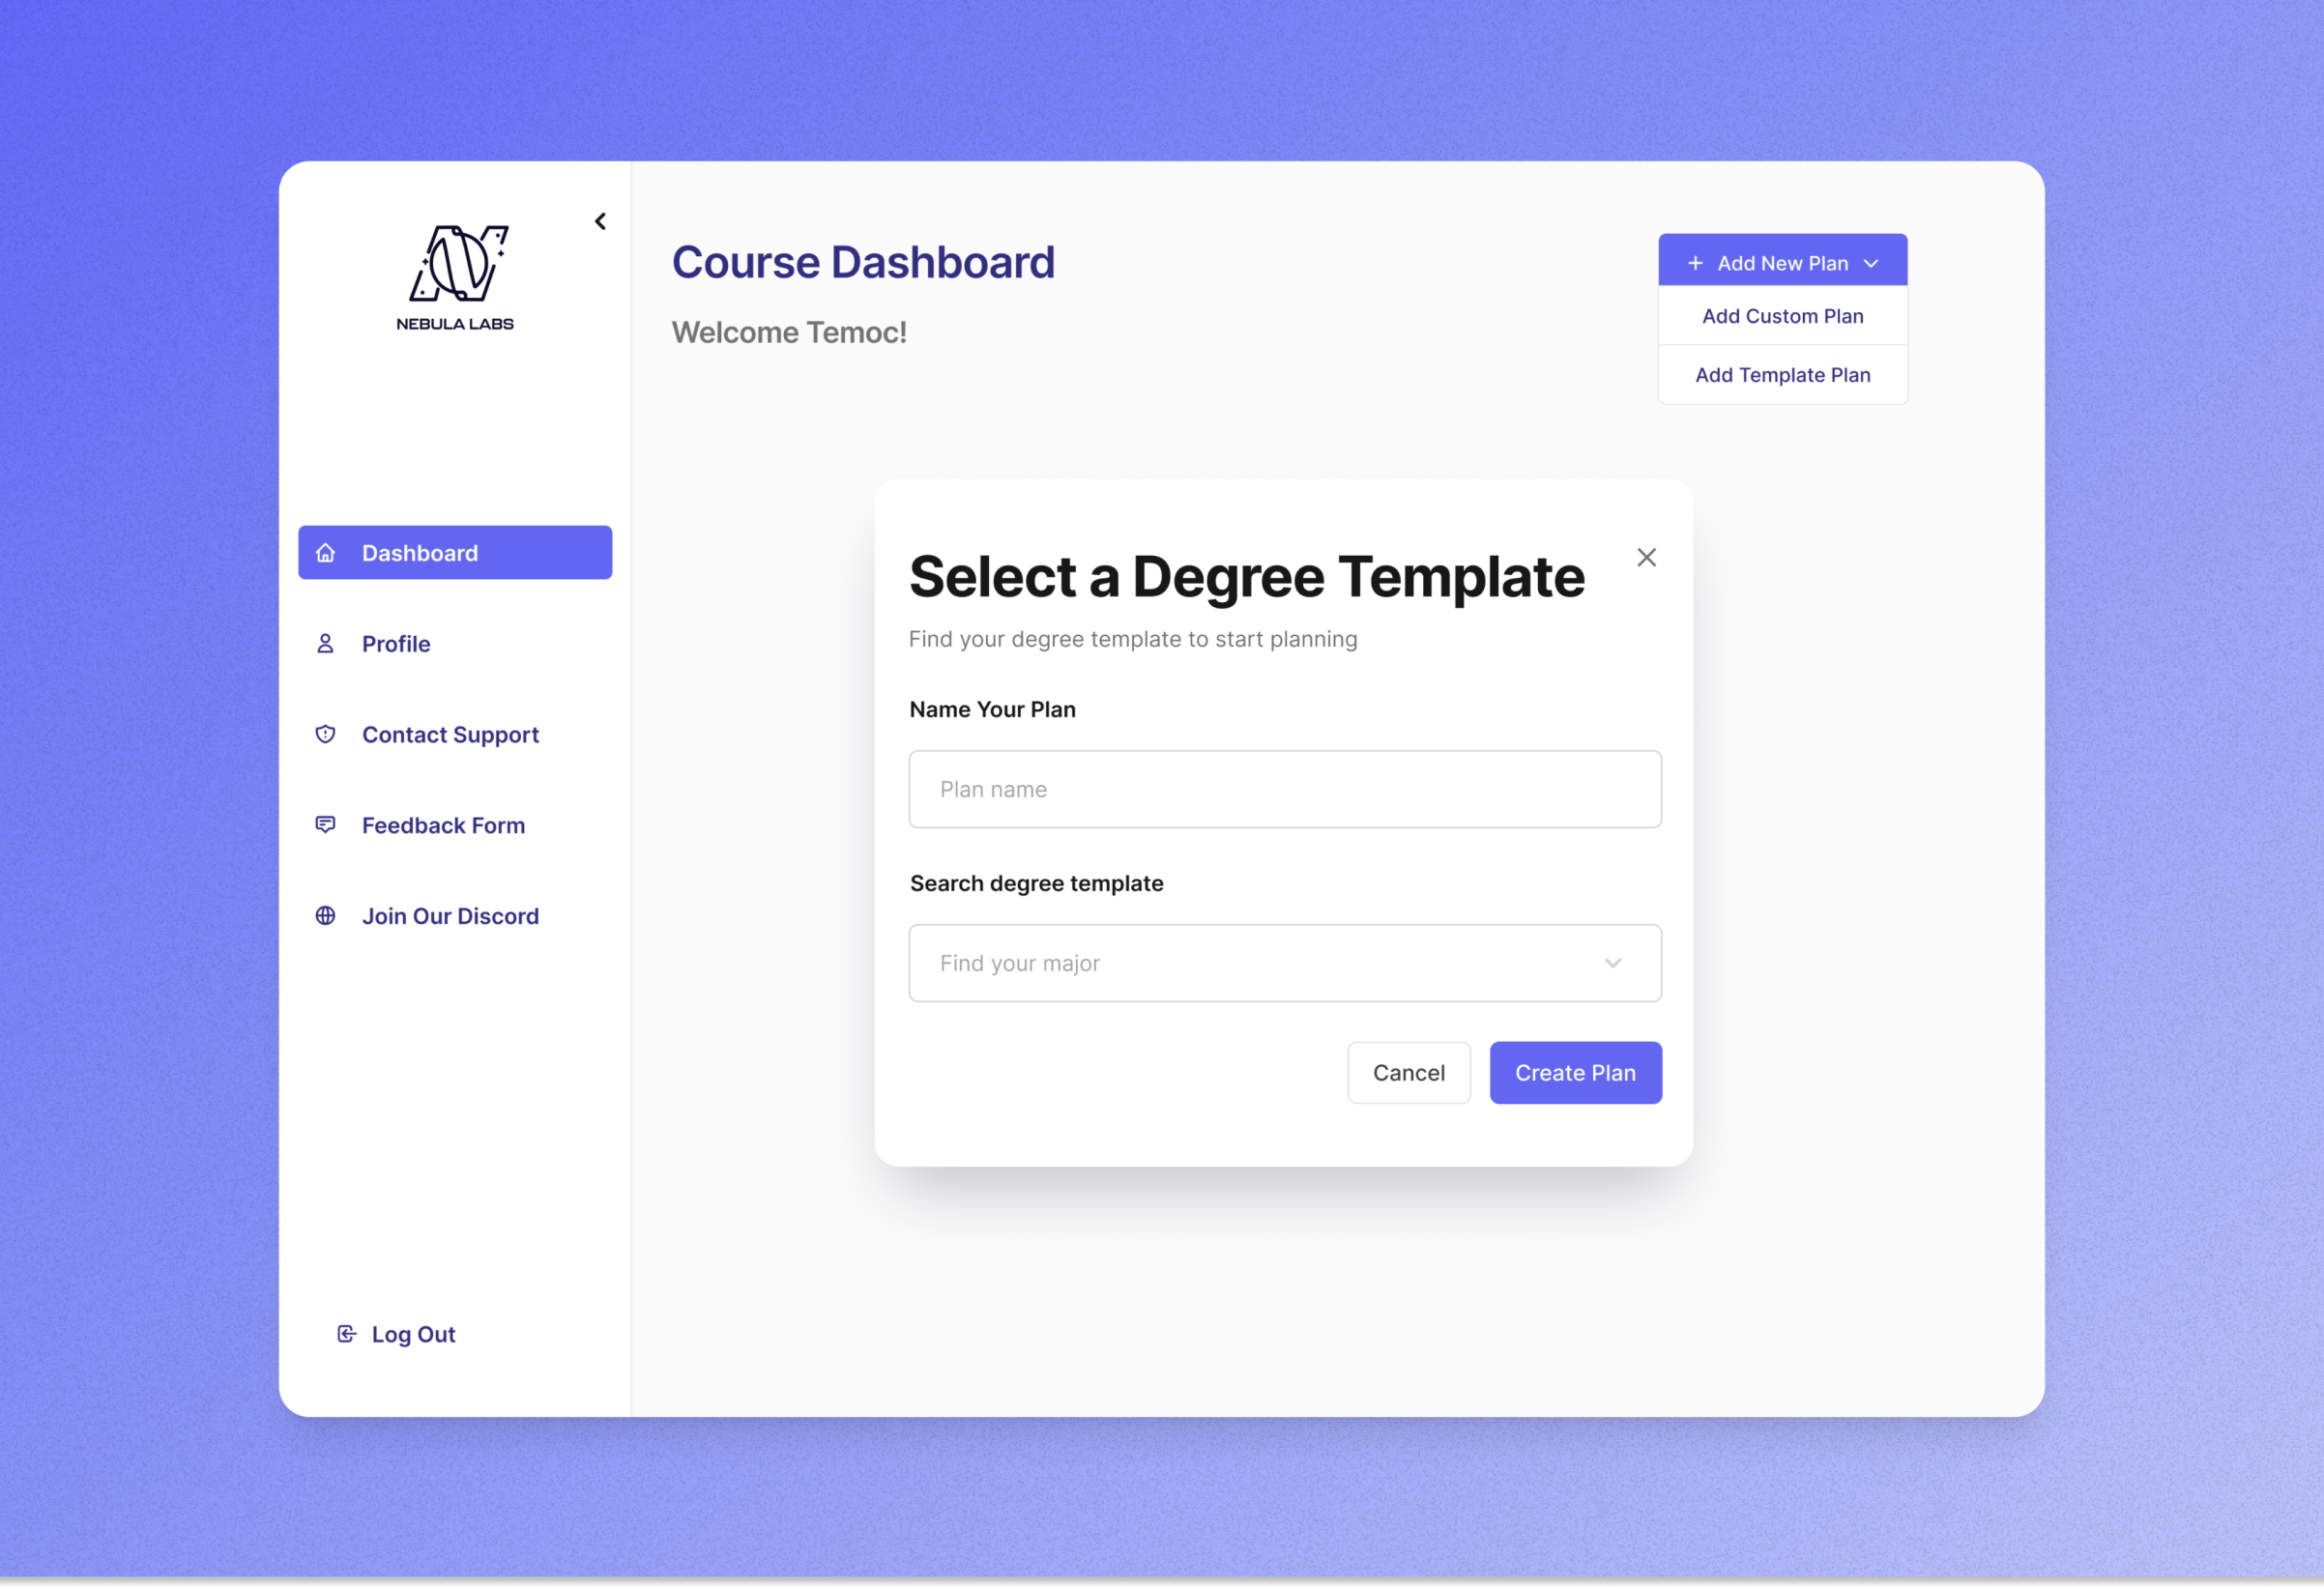 NEBULA LABS
Dashboard
Profile
Contact Support
Feedback Form
Join Our Discord
Log Out
Course Dashboard
Welcome Temoc!
Add New Plan
Add Custom Plan
Add Template Plan
Select a Degree Template
Find your degree template to start planning
Name Your Plan
Plan name
Search degree template
Find your major
Cancel
Create Plan